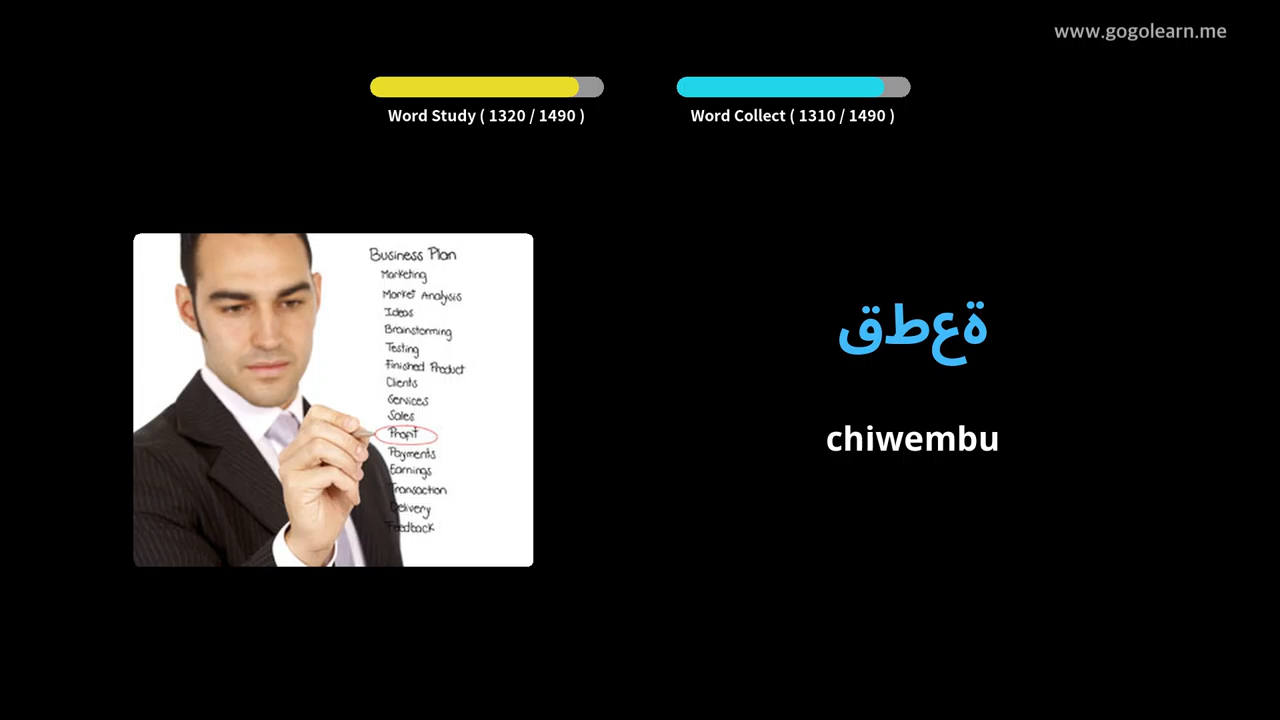 www.gogolearn.me
Word Study ( 1320 / 1490 )
Word Collect ( 1310 / 1490 )
Business Plan
Marketing
Market Analysis
Ideas
Brainstorming
Testing
Finished Product
Clients
Services
Sales
Profit
Payments
Earnings
Transaction
Delivery
Feedback
ةعطق
chiwembu